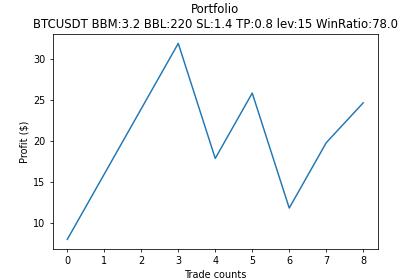 Portfolio
BTCUSDT BBM:3.2 BBL:220 SL:1.4 TP:0.8 lev:15 WinRatio:78.0
30
25
20
15
10
Profit ($)
0 1 2 3 4 5 6 7 8
Trade counts